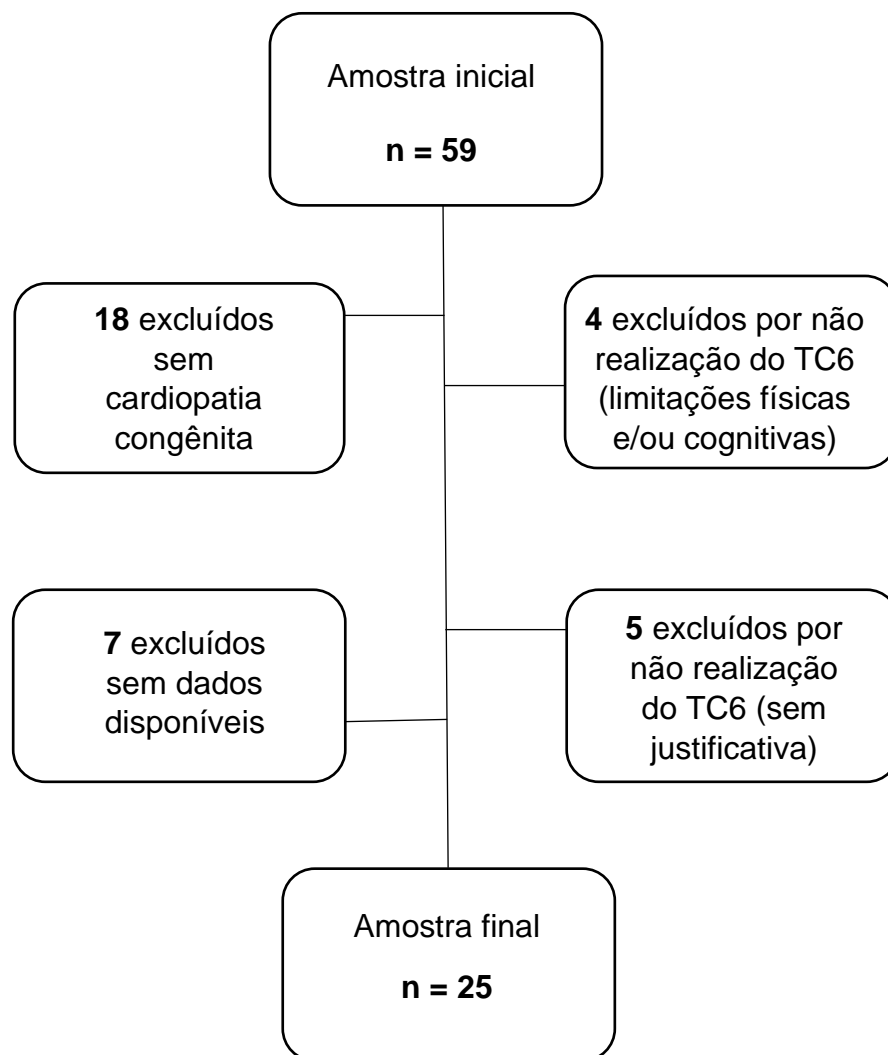 Amostra inicial
n = 59
18 excluídos
sem
cardiopatia
congênita
4 excluídos por não
realização do TC6
(limitações físicas
e/ou cognitivas)
7 excluídos
sem dados
disponíveis
5 excluídos por
não realização
do TC6 (sem
justificativa)
Amostra final
n = 25